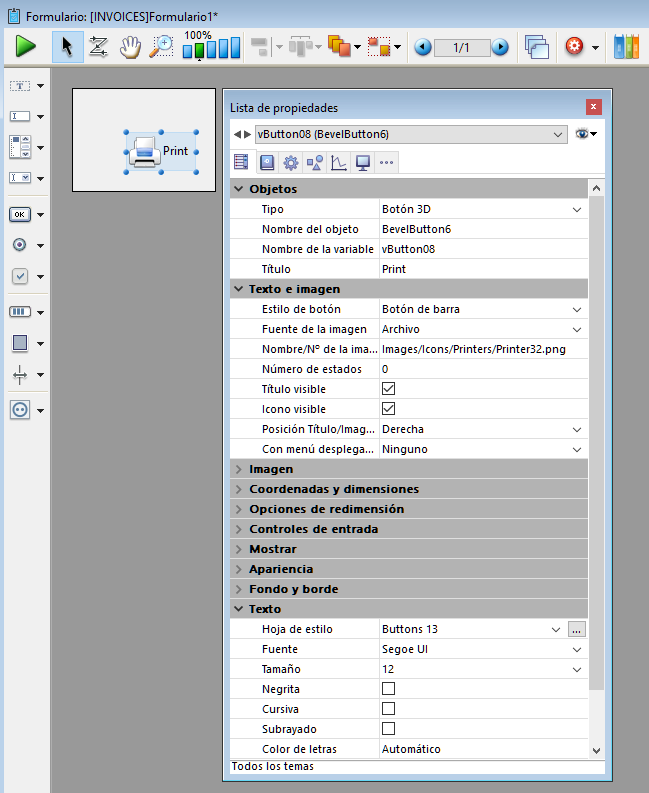 Formulario: [INVOICES]Formulario1*
100%
1/1
T
I
I
OK
Print
Lista de propiedades
x
vButton08 (BevelButton6)
Objetos
Tipo Botón 3D
Nombre del objeto BevelButton6
Nombre de la variable vButton08
Título Print
Texto e imagen
Estilo de botón Botón de barra
Fuente de la imagen Archivo
Nombre/Nº de la ima... Images/Icons/Printers/Printer32.png
Número de estados 0
Título visible
Icono visible
Posición Título/Imag... Derecha
Con menú desplega... Ninguno
Imagen
Coordenadas y dimensiones
Opciones de redimensión
Controles de entrada
Mostrar
Apariencia
Fondo y borde
Texto
Hoja de estilo Buttons 13 ...
Fuente Segoe UI
Tamaño 12
Negrita
Cursiva
Subrayado
Color de letras Automático
Todos los temas